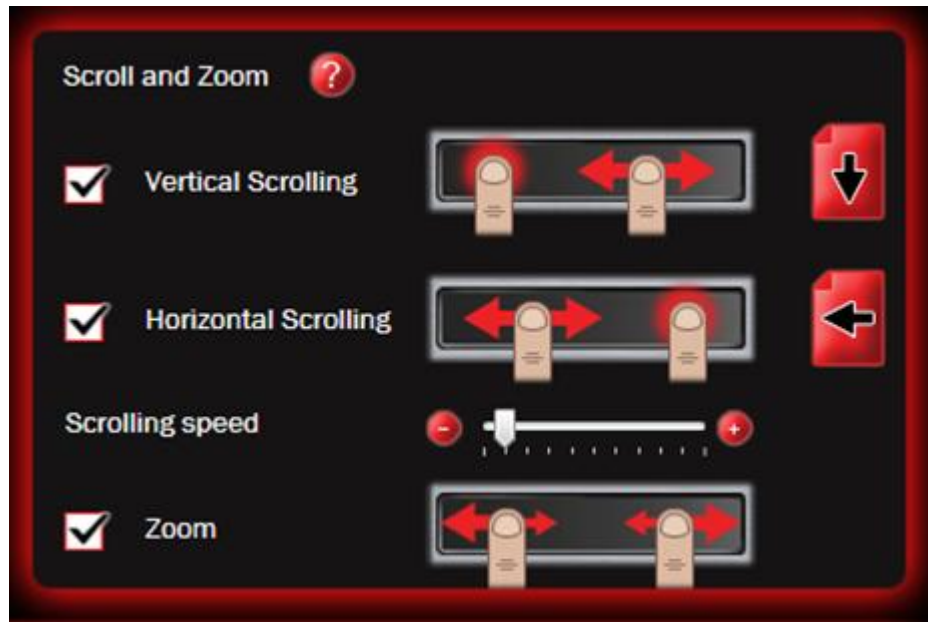 Scroll and Zoom ?
Vertical Scrolling
Horizontal Scrolling
Scrolling speed - +
Zoom